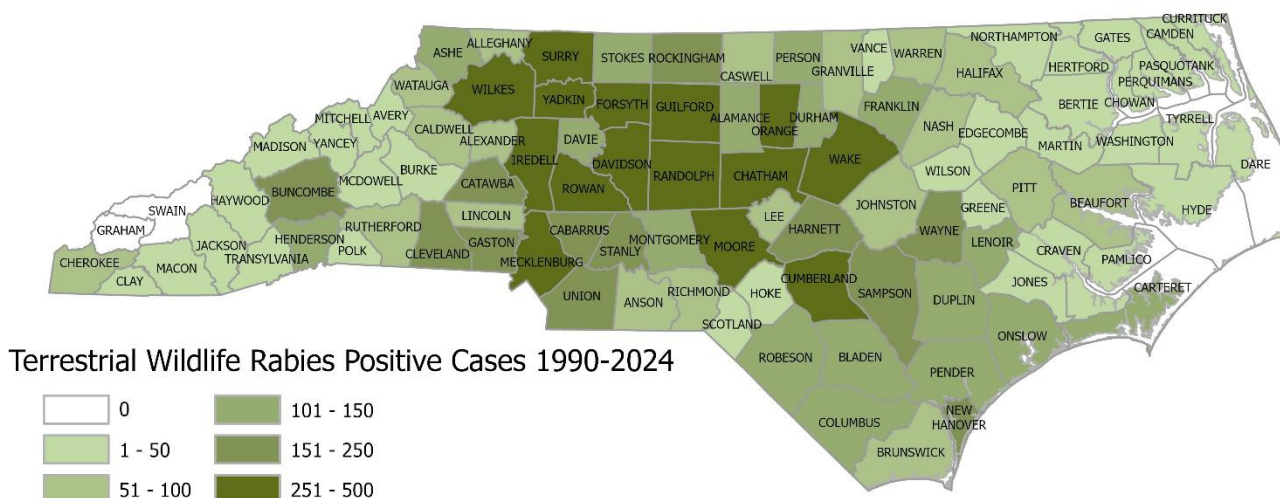 CURRITUCK
ALLEGHANY
NORTHAMPTON
GATES
CAMDEN
ASHE
SURRY
STOKES
ROCKINGHAM
PERSON
VANCE
WARREN
HERTFORD
PASQUOTANK
CASWELL
GRANVILLE
HALIFAX
PERQUIMANS
WATAUGA
WILKES
YADKIN
FORSYTH
GUILFORD
ALAMANCE
ORANGE
DURHAM
FRANKLIN
BERTIE
CHOWAN
MITCHELL
AVERY
CALDWELL
ALEXANDER
DAVIE
NASH
EDGECOMBE
TYRRELL
MADISON
YANCEY
IREDELL
DAVIDSON
RANDOLPH
CHATHAM
WAKE
MARTIN
WASHINGTON
BURKE
MCDOWELL
WILSON
DARE
BUNCOMBE
CATAWBA
ROWAN
PITT
HAYWOOD
SWAIN
LINCOLN
LEE
JOHNSTON
GREENE
BEAUFORT
HYDE
GRAHAM
RUTHERFORD
CABARRUS
MONTGOMERY
JACKSON
HENDERSON
CLEVELAND
GASTON
STANLY
MOORE
HARNETT
WAYNE
LENOIR
CRAVEN
CHEROKEE
MACON
TRANSYLVANIA
POLK
MECKLENBURG
PAMLICO
CLAY
CUMBERLAND
JONES
CARTERET
UNION
ANSON
RICHMOND
HOKE
SAMPSON
DUPLIN
SCOTLAND
ONSLOW
ROBESON
BLADEN
PENDER
COLUMBUS
NEW
HANOVER
BRUNSWICK
Terrestrial Wildlife Rabies Positive Cases 1990-2024
0
1 - 50
51 - 100
101 - 150
151 - 250
251 - 500